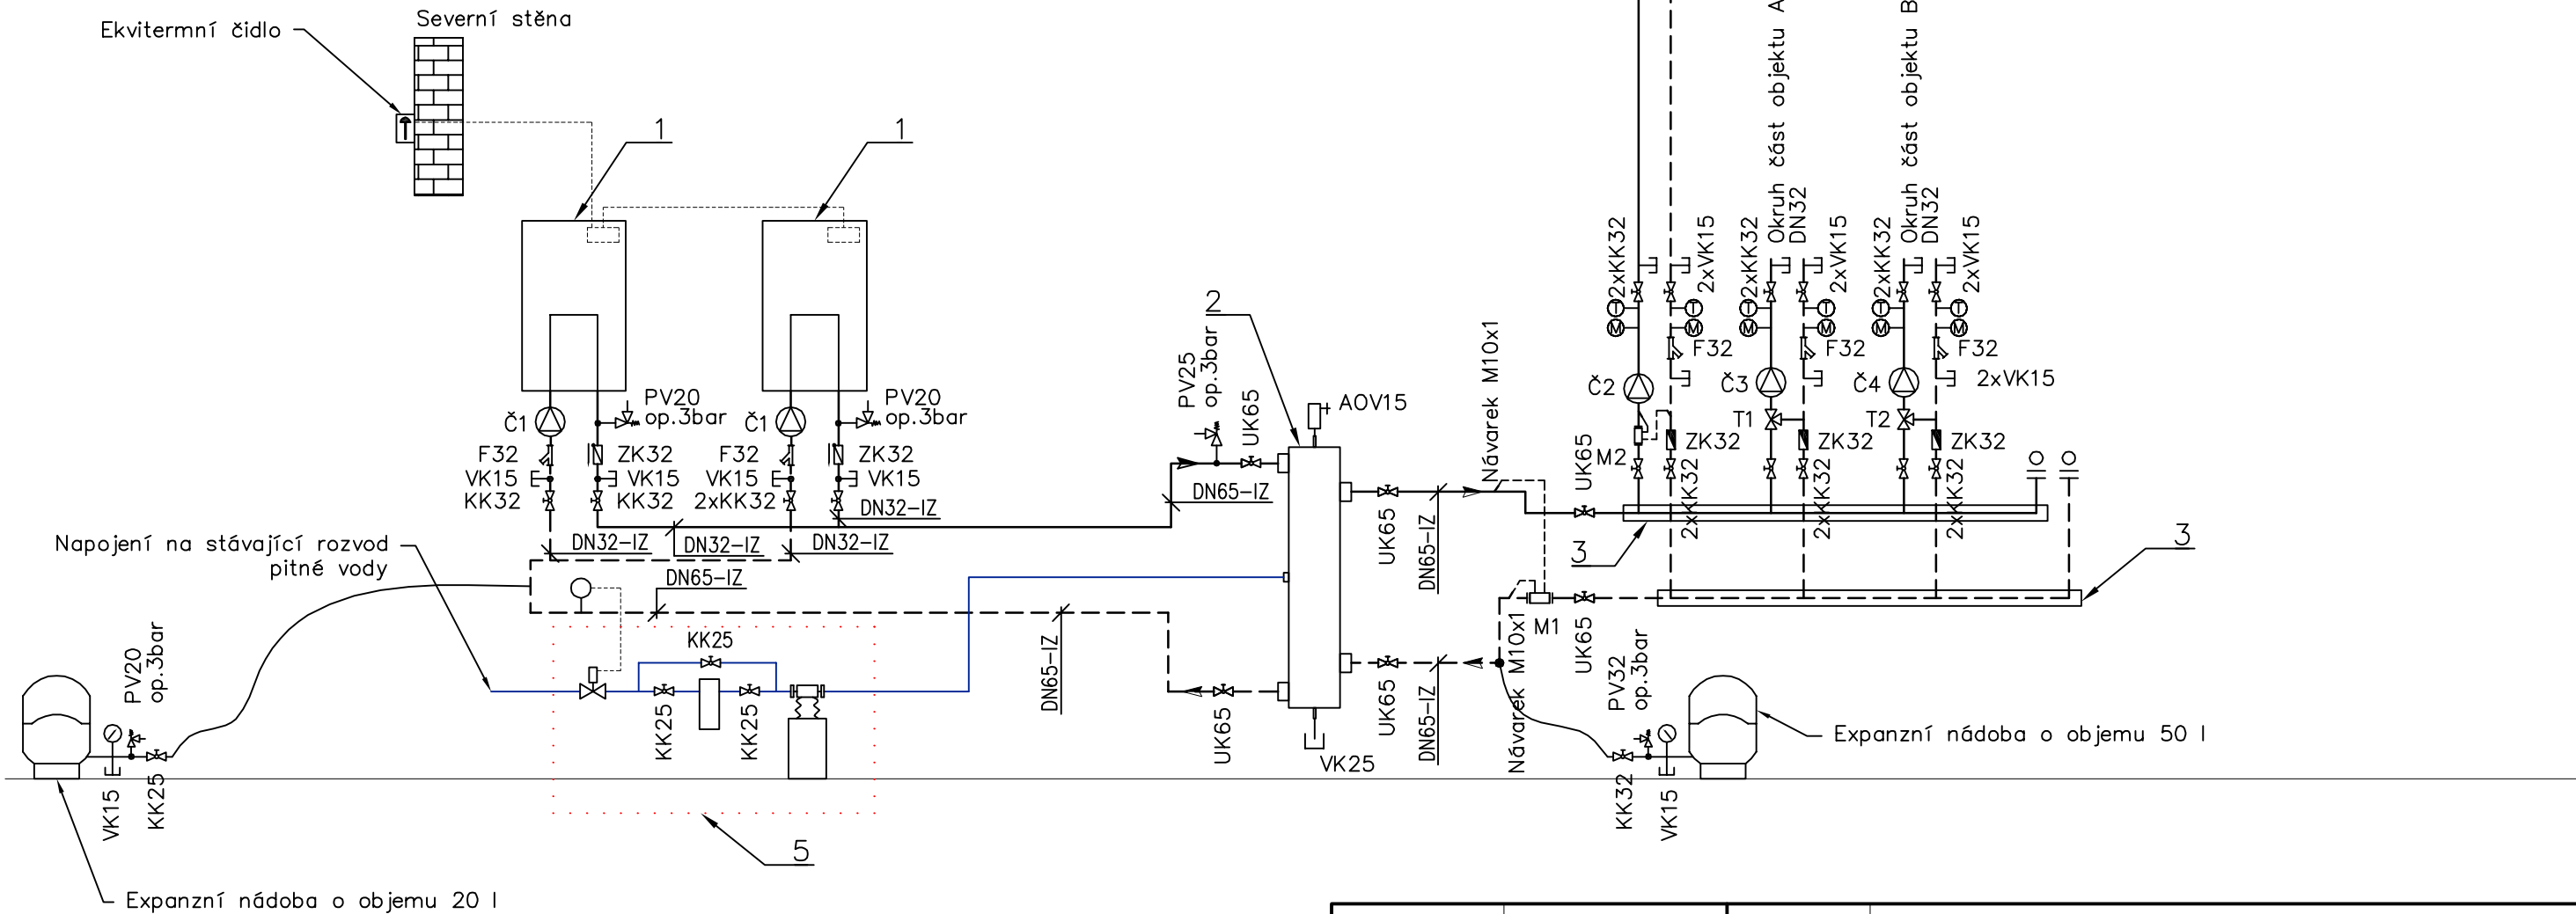 Severní stěna
Ekvitermní čidlo
1
1
PV20
op.3bar
Č1
F32
ZK32
VK15
VK15
KK32
KK32
PV20
op.3bar
Č1
F32
ZK32
VK15
VK15
2xKK32
DN32-IZ
DN32-IZ
DN32-IZ
DN32-IZ
DN65-IZ
Napojení na stávající rozvod
pitné vody
DN65-IZ
KK25
KK25
KK25
PV20
op.3bar
VK15
KK25
Expanzní nádoba o objemu 20 l
5
2
PV25
op.3bar
UK65
AOV15
DN65-IZ
UK65
VK25
DN65-IZ
UK65
DN65-IZ
UK65
DN65-IZ
Návarek M10x1
Návarek M10x1
UK65
M1
UK65
PV32
op.3bar
KK32
VK15
Expanzní nádoba o objemu 50 l
3
3
2xKK32
2xVK15
T
M
T
M
F32
Č2
M2
ZK32
2xKK32
Okruh část objektu A
DN32
2xKK32
2xVK15
T
M
T
M
F32
Č3
T1
ZK32
2xKK32
Okruh část objektu B
DN32
2xKK32
2xVK15
T
M
T
M
F32
2xVK15
Č4
T2
ZK32
2xKK32